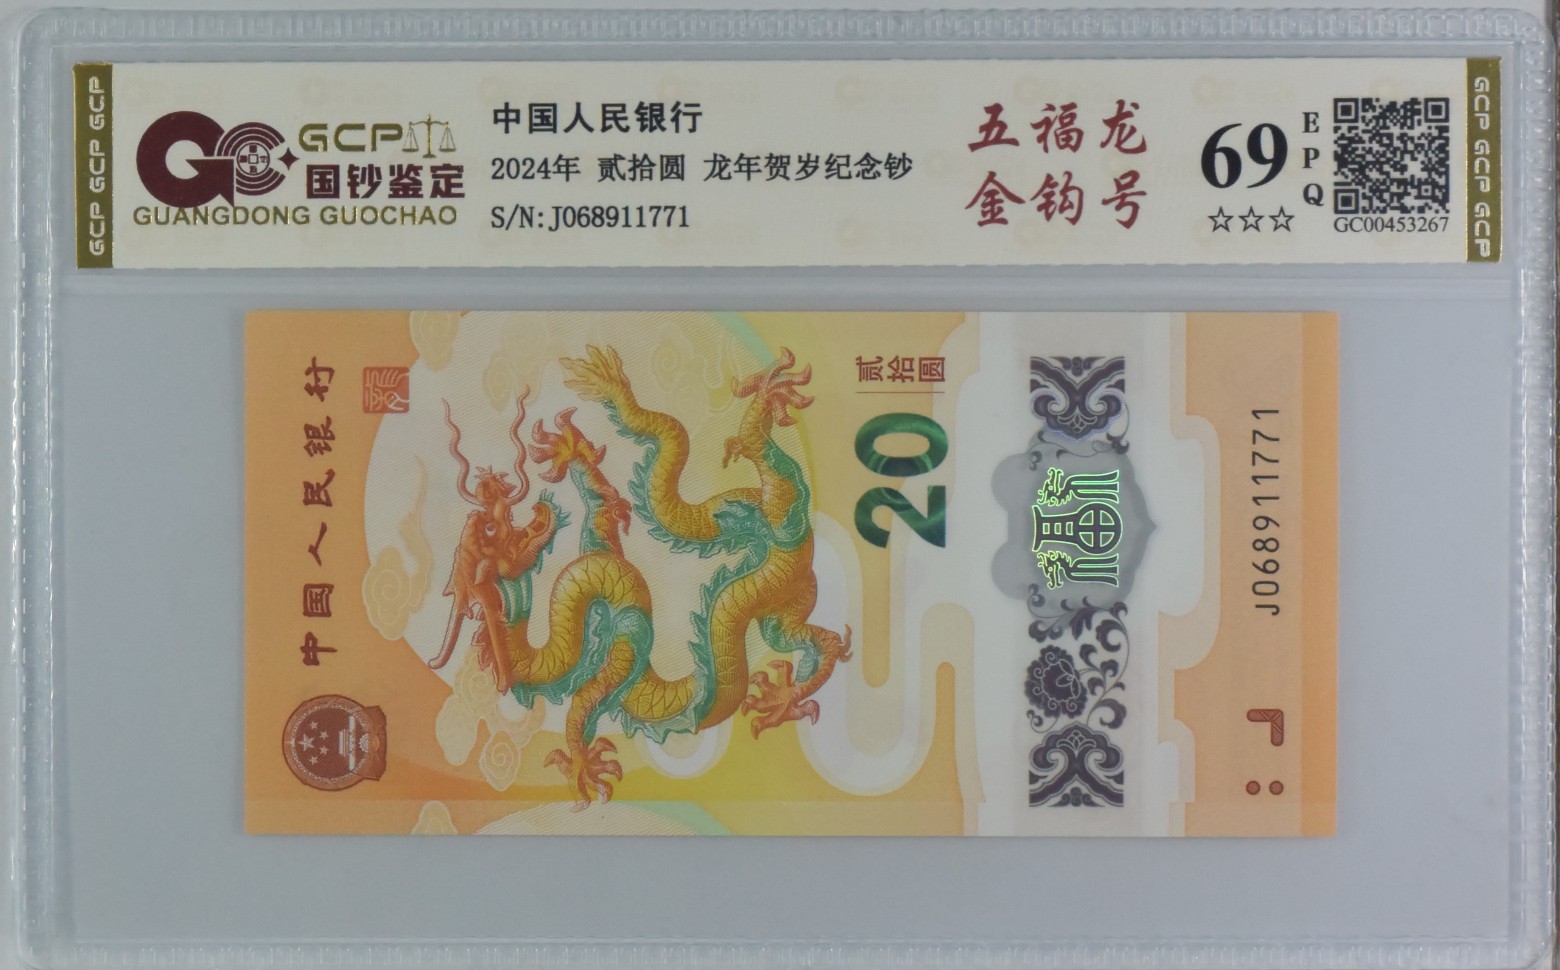 GCP GCP GCP
GCP
国钞鉴定
GUANGDONG GUOCHAO
中国人民银行
2024年 贰拾圆 龙年贺岁纪念钞
S/N:J068911771
五福龙
金钩号
69
EPQ
☆☆☆
GC00453267
GCP GCP GCP
中国人民银行
贰拾圆
20
J068911771